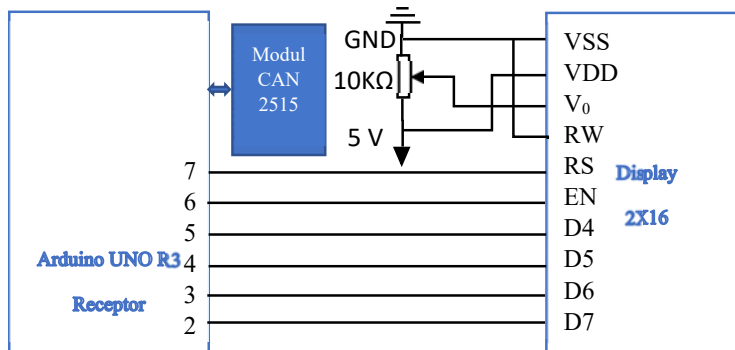 Modul
CAN
2515
GND
10KΩ
5 V
VSS
VDD
V₀
RW
RS
EN
D4
D5
D6
D7
Display
2X16
7
6
5
4
3
2
Arduino UNO R3
Receptor